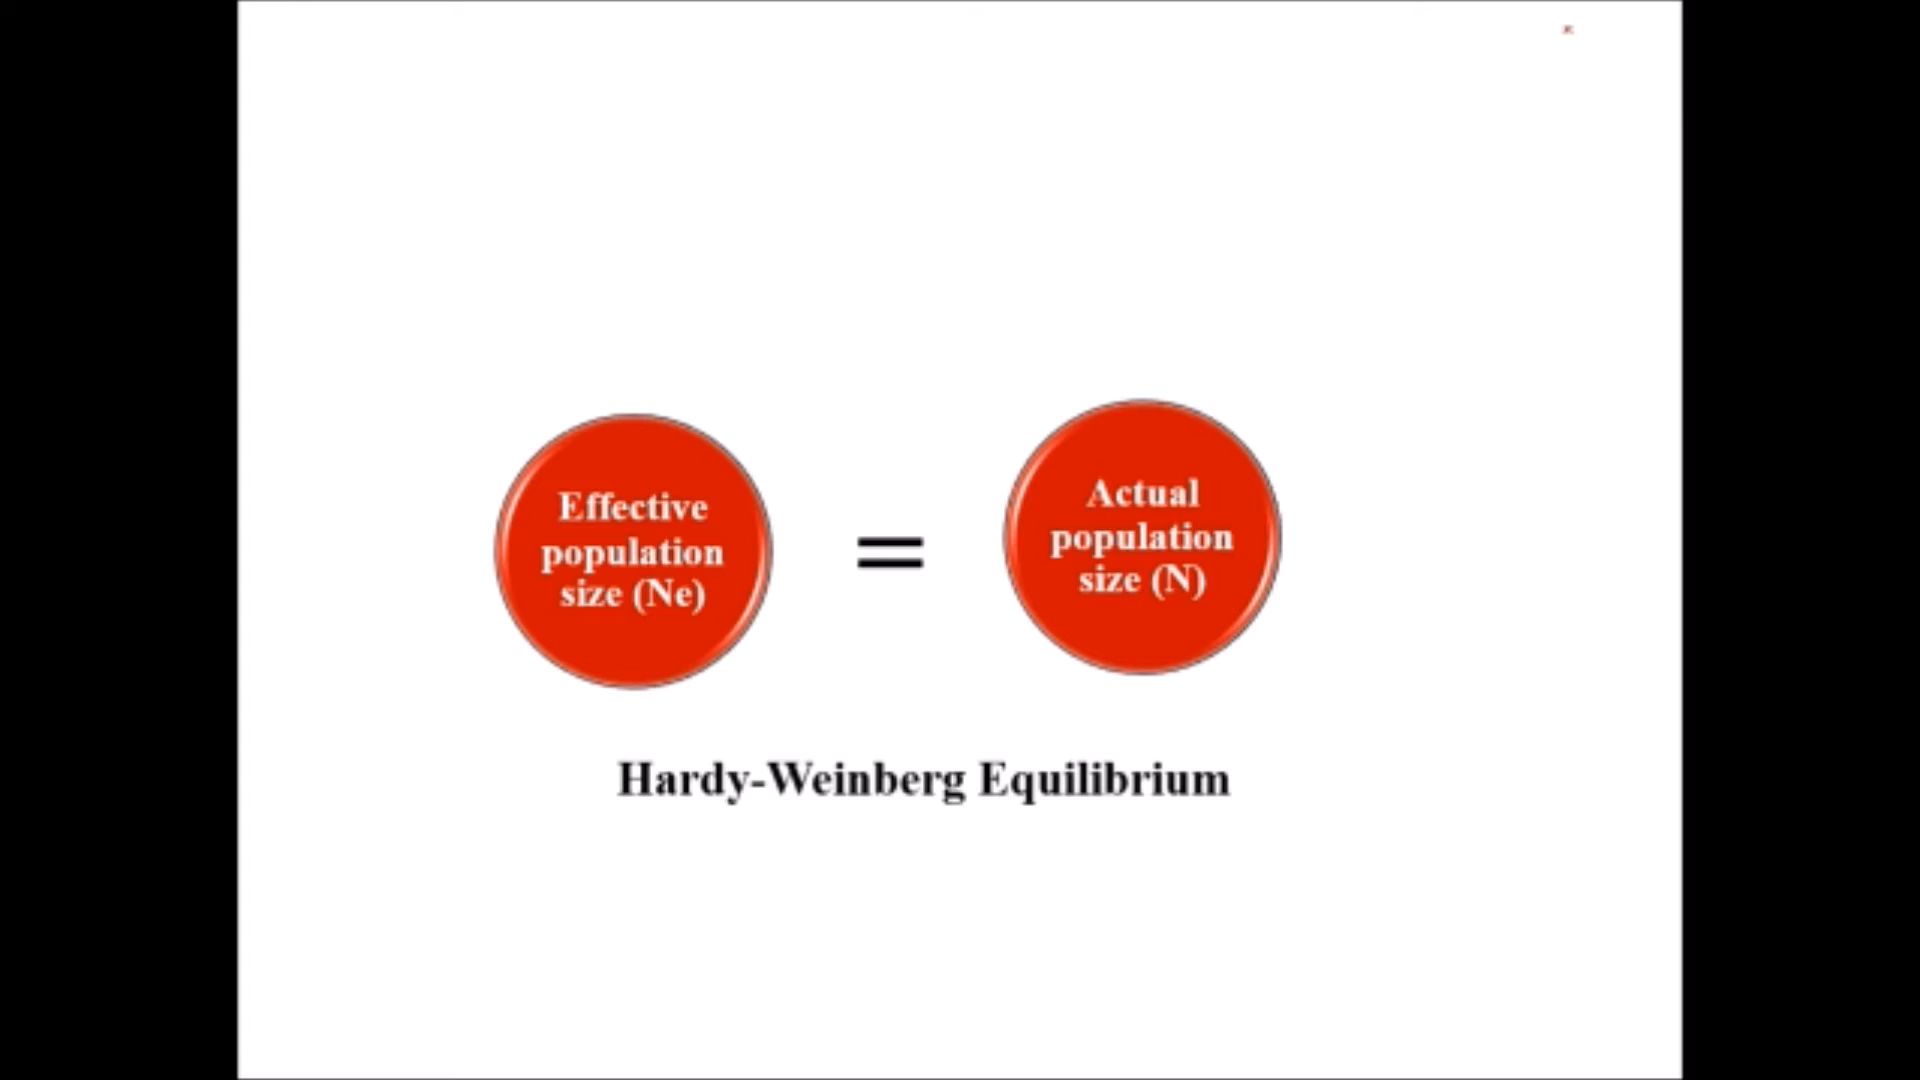 Effective
population
size (Ne)
=
Actual
population
size (N)
Hardy-Weinberg Equilibrium